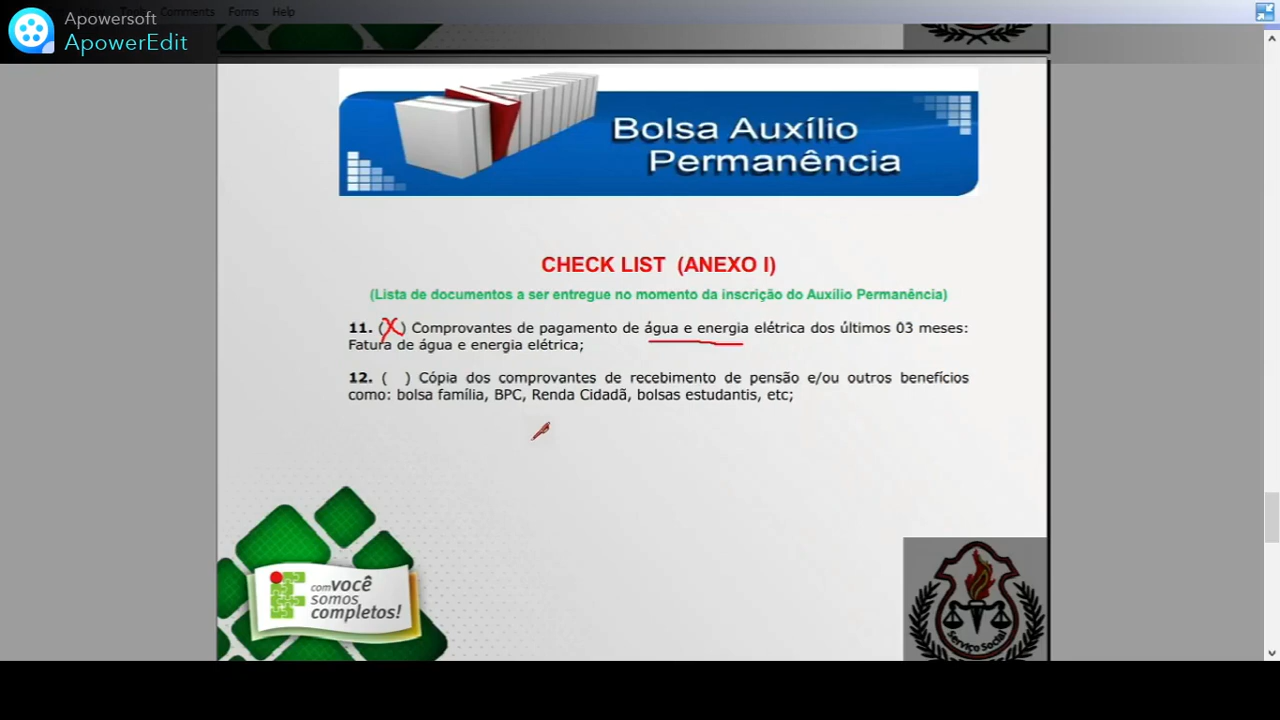 Tools Comments Forms Help
Apowersoft
ApowerEdit
Bolsa Auxílio
Permanência
CHECK LIST (ANEXO I)
(Lista de documentos a ser entregue no momento da inscrição do Auxílio Permanência)
11. (X) Comprovantes de pagamento de água e energia elétrica dos últimos 03 meses:
Fatura de água e energia elétrica;
12. ( ) Cópia dos comprovantes de recebimento de pensão e/ou outros benefícios
como: bolsa família, BPC, Renda Cidadã, bolsas estudantis, etc;
com você
somos
completos!
Serviço Social